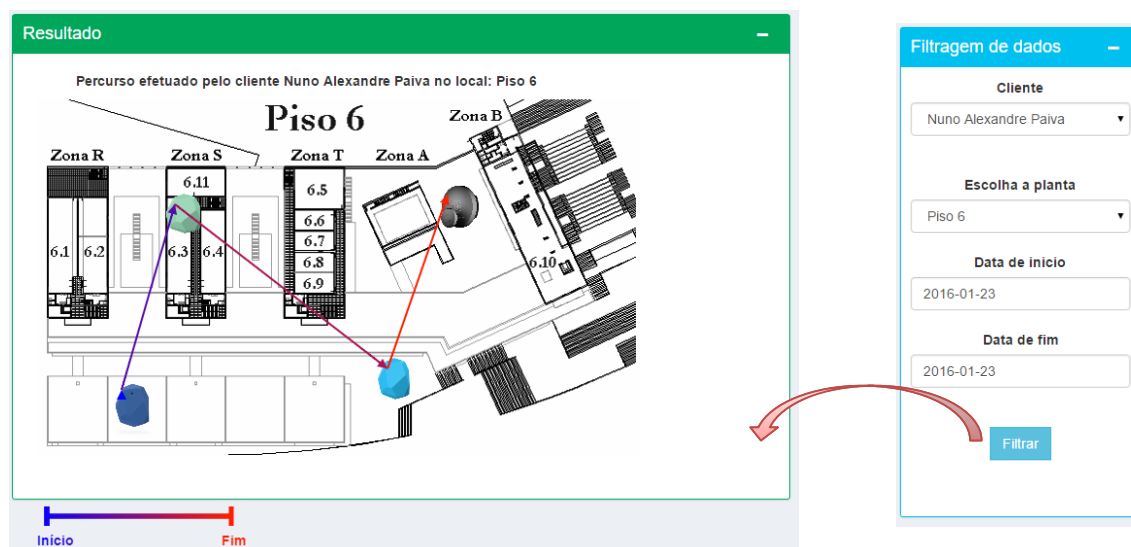 Resultado
Percurso efetuado pelo cliente Nuno Alexandre Paiva no local: Piso 6
Piso 6
Zona B
Zona R
Zona S
Zona T
Zona A
6.11
6.5
6.6
6.1
6.2
6.3
6.4
6.7
6.8
6.9
6.10
Início
Fim
Filtragem de dados
Cliente
Nuno Alexandre Paiva
Escolha a planta
Piso 6
Data de inicio
2016-01-23
Data de fim
2016-01-23
Filtrar